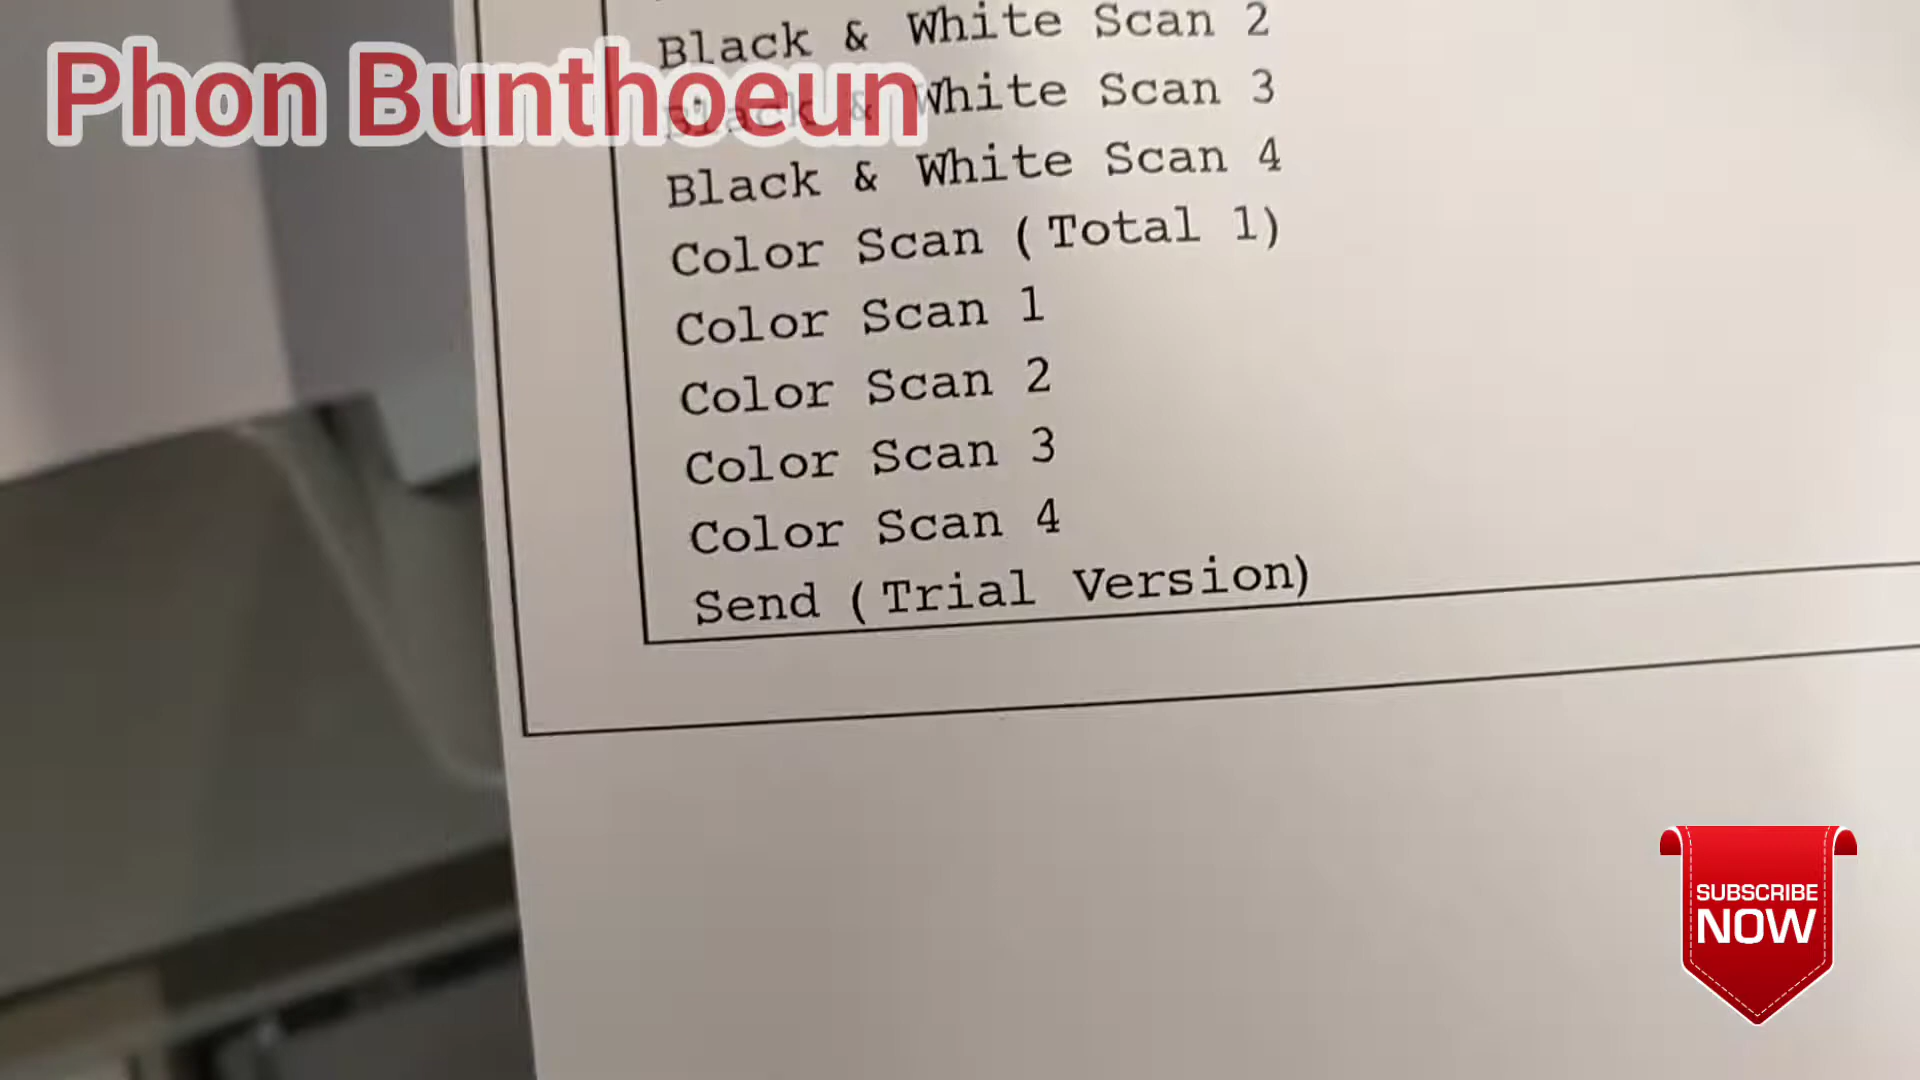 Phon Bunthoeun
Black & White Scan 2
Black & White Scan 3
Black & White Scan 4
Color Scan (Total 1)
Color Scan 1
Color Scan 2
Color Scan 3
Color Scan 4
Send (Trial Version)
SUBSCRIBE
NOW